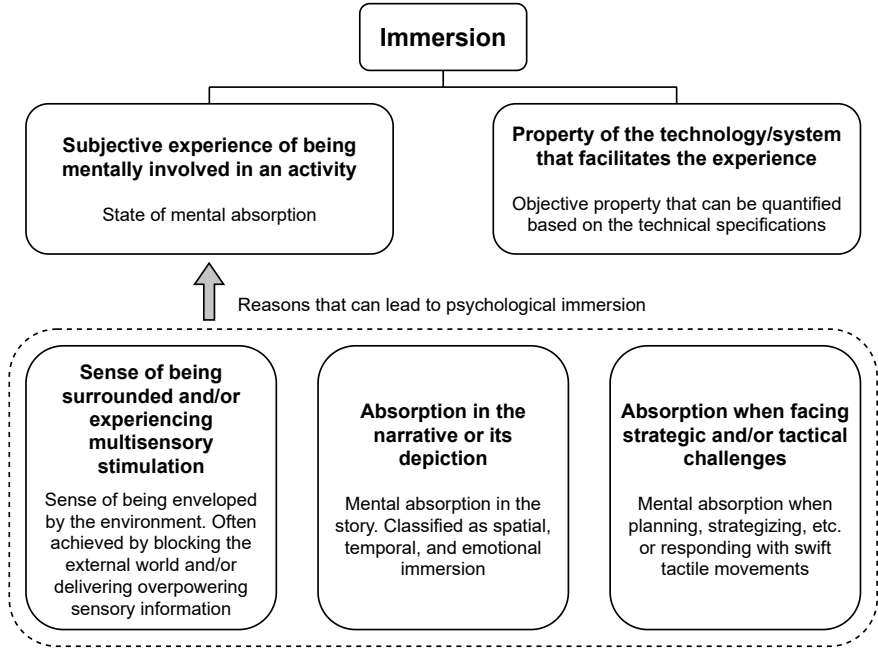 Immersion
Subjective experience of being
mentally involved in an activity
State of mental absorption
Property of the technology/system
that facilitates the experience
Objective property that can be quantified
based on the technical specifications
Reasons that can lead to psychological immersion
Sense of being
surrounded and/or
experiencing
multisensory
stimulation
Sense of being enveloped
by the environment. Often
achieved by blocking the
external world and/or
delivering overpowering
sensory information
Absorption in the
narrative or its
depiction
Mental absorption in the
story. Classified as spatial,
temporal, and emotional
immersion
Absorption when facing
strategic and/or tactical
challenges
Mental absorption when
planning, strategizing, etc.
or responding with swift
tactile movements